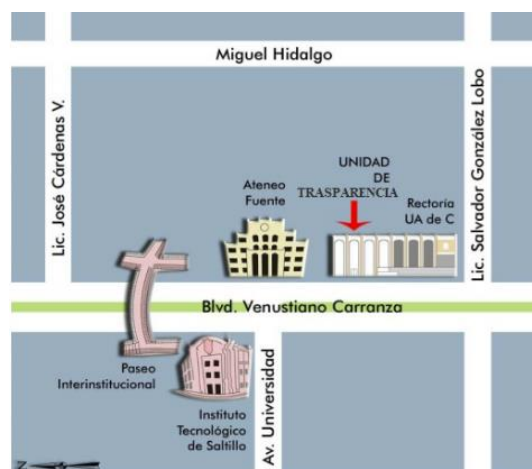 Miguel Hidalgo
Lic. José Cárdenas V.
Lic. Salvador González Lobo
UNIDAD
DE
TRASPARENCIA
Ateneo
Fuente
Rectoría
UA de C
Blvd. Venustiano Carranza
Paseo
Interinstitucional
Instituto
Tecnológico
de Saltillo
Av. Universidad